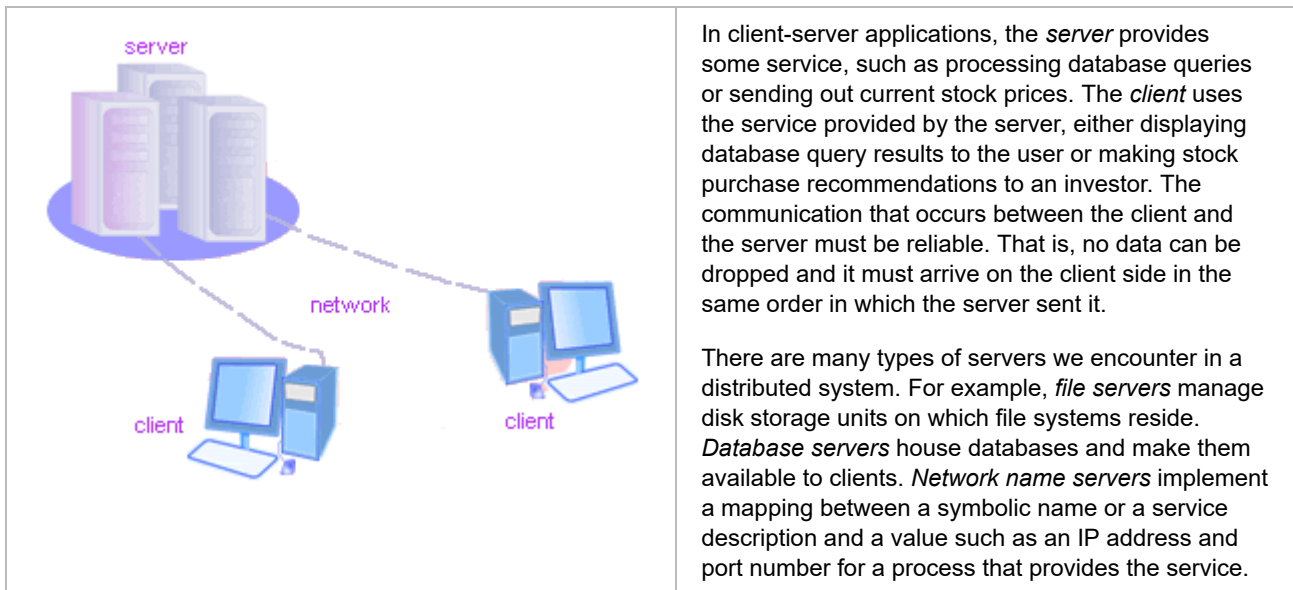 server
network
client
client
In client-server applications, the server provides
some service, such as processing database queries
or sending out current stock prices. The client uses
the service provided by the server, either displaying
database query results to the user or making stock
purchase recommendations to an investor. The
communication that occurs between the client and
the server must be reliable. That is, no data can be
dropped and it must arrive on the client side in the
same order in which the server sent it.
There are many types of servers we encounter in a
distributed system. For example, file servers manage
disk storage units on which file systems reside.
Database servers house databases and make them
available to clients. Network name servers implement
a mapping between a symbolic name or a service
description and a value such as an IP address and
port number for a process that provides the service.